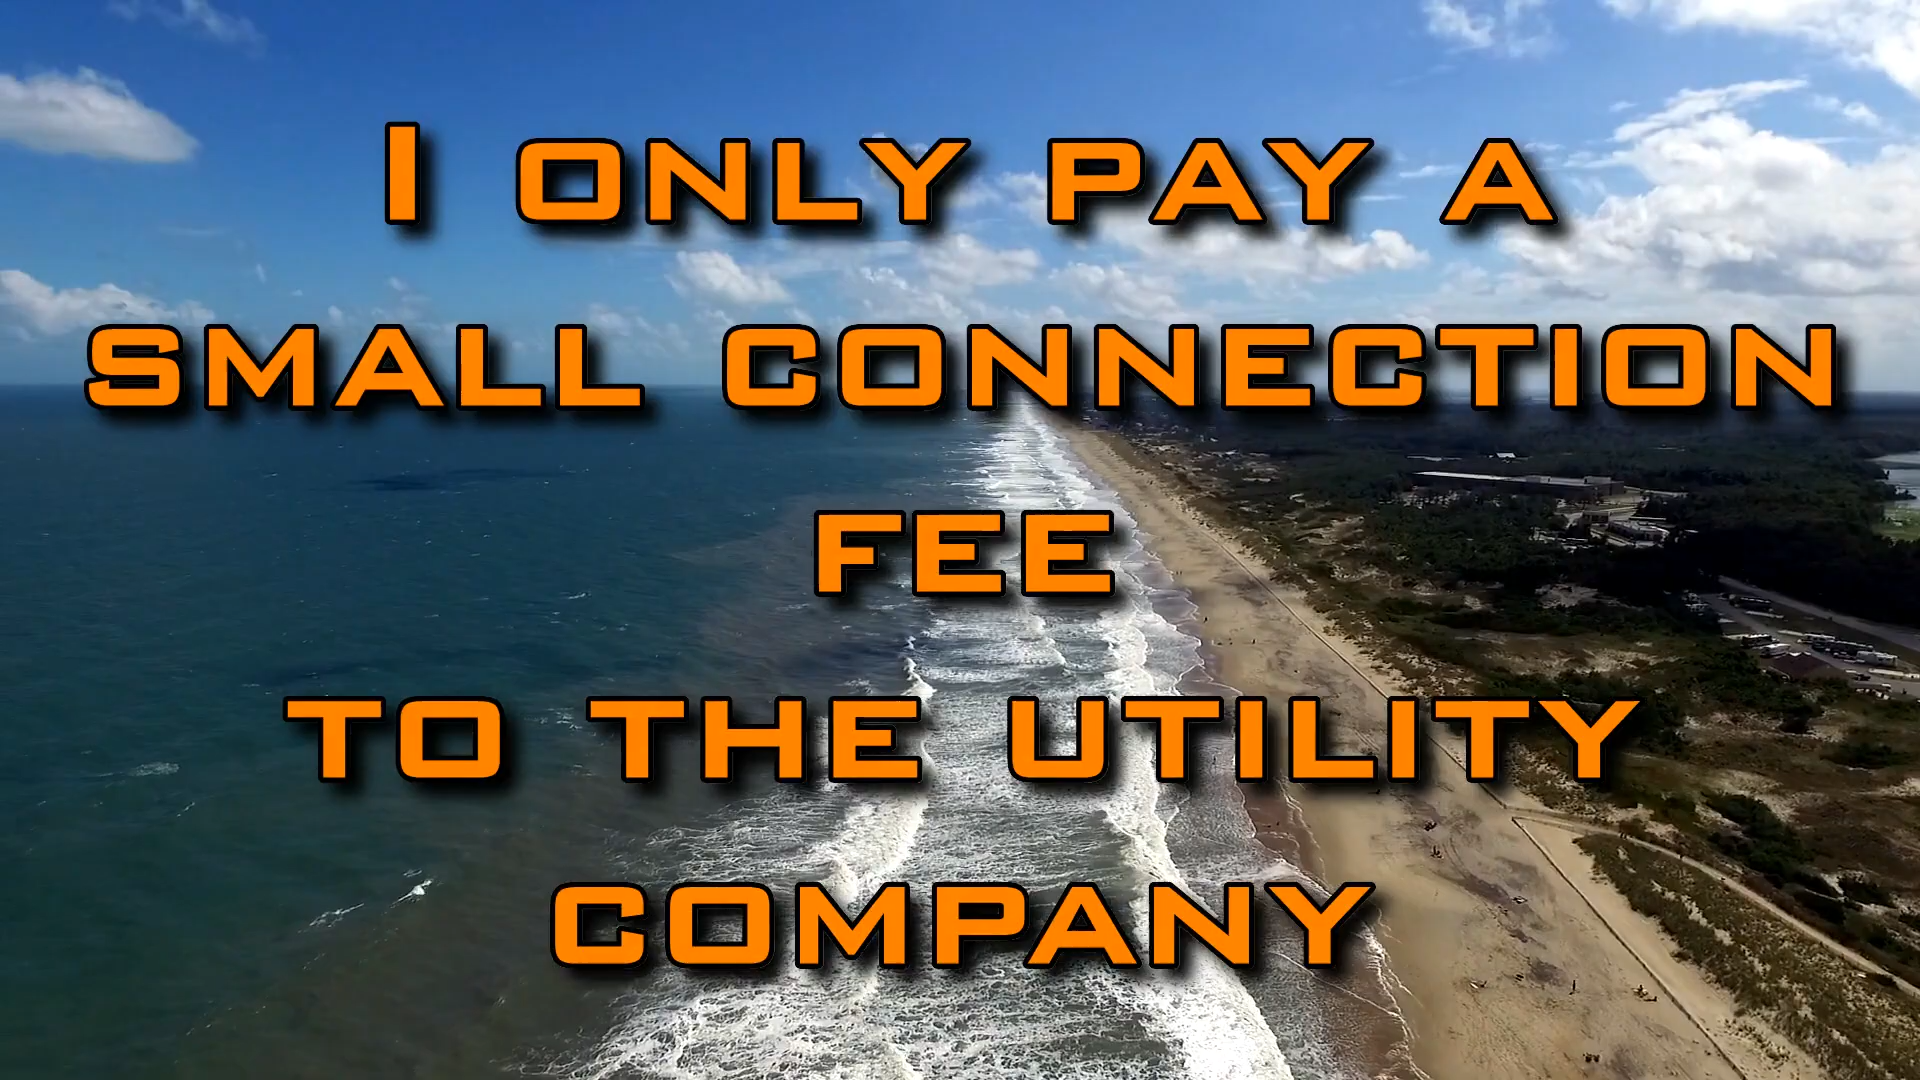 I ONLY PAY A
SMALL CONNECTION
FEE
TO THE UTILITY
COMPANY